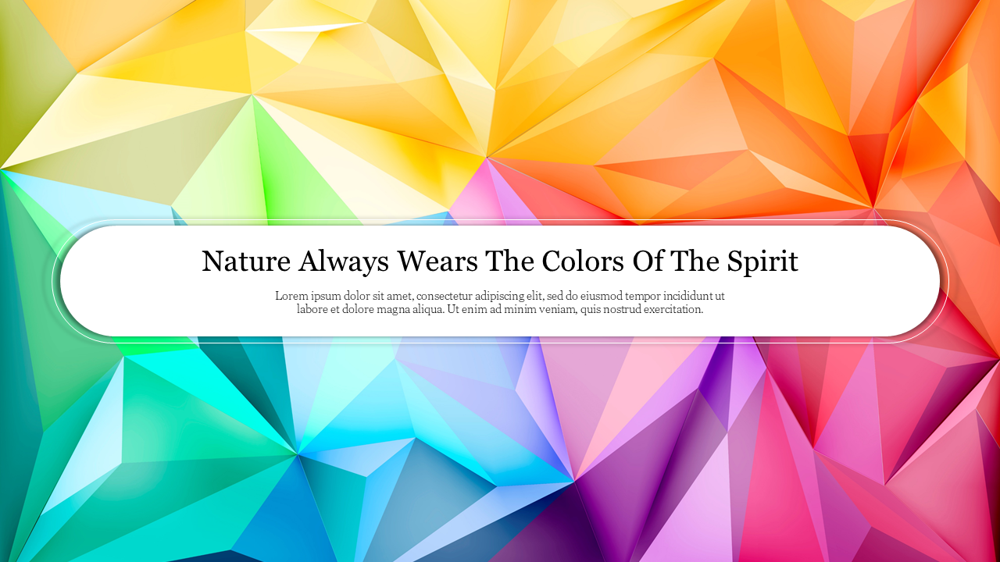 Nature Always Wears The Colors Of The Spirit
Lorem ipsum dolor sit amet, consectetur adipiscing elit, sed do eiusmod tempor incididunt ut
labore et dolore magna aliqua. Ut enim ad minim veniam, quis nostrud exercitation.